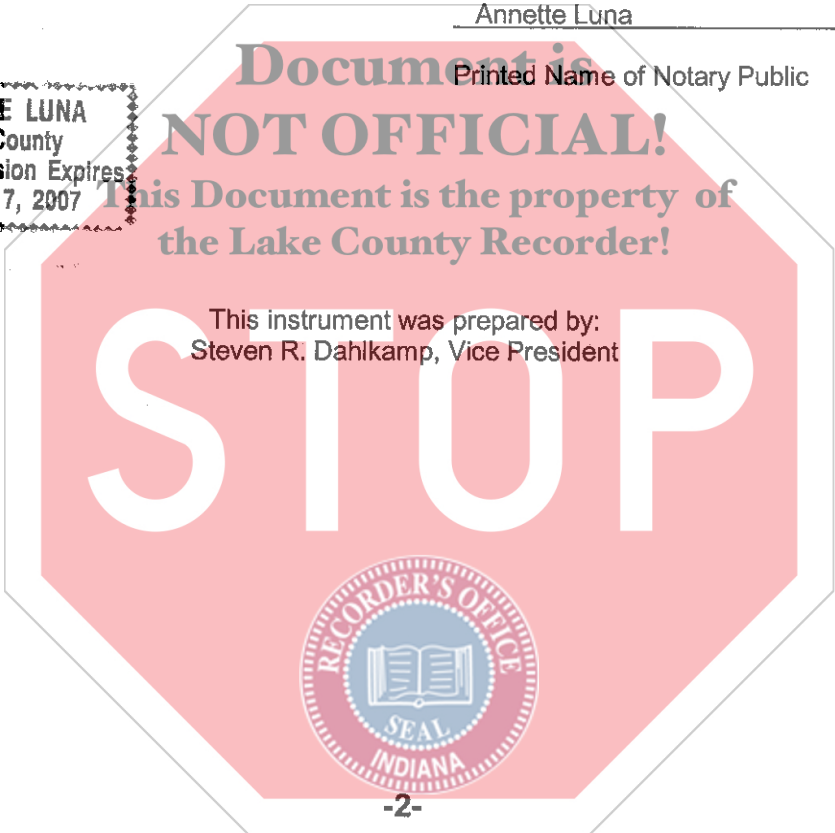 Annette Luna
Document is
Printed Name of Notary Public
E LUNA
County
sion Expires
7, 2007
NOT OFFICIAL!
This Document is the property of
the Lake County Recorder!
This instrument was prepared by:
Steven R. Dahlkamp, Vice President
STOP
RECORDER'S OFFICE
SEAL
INDIANA
-2-